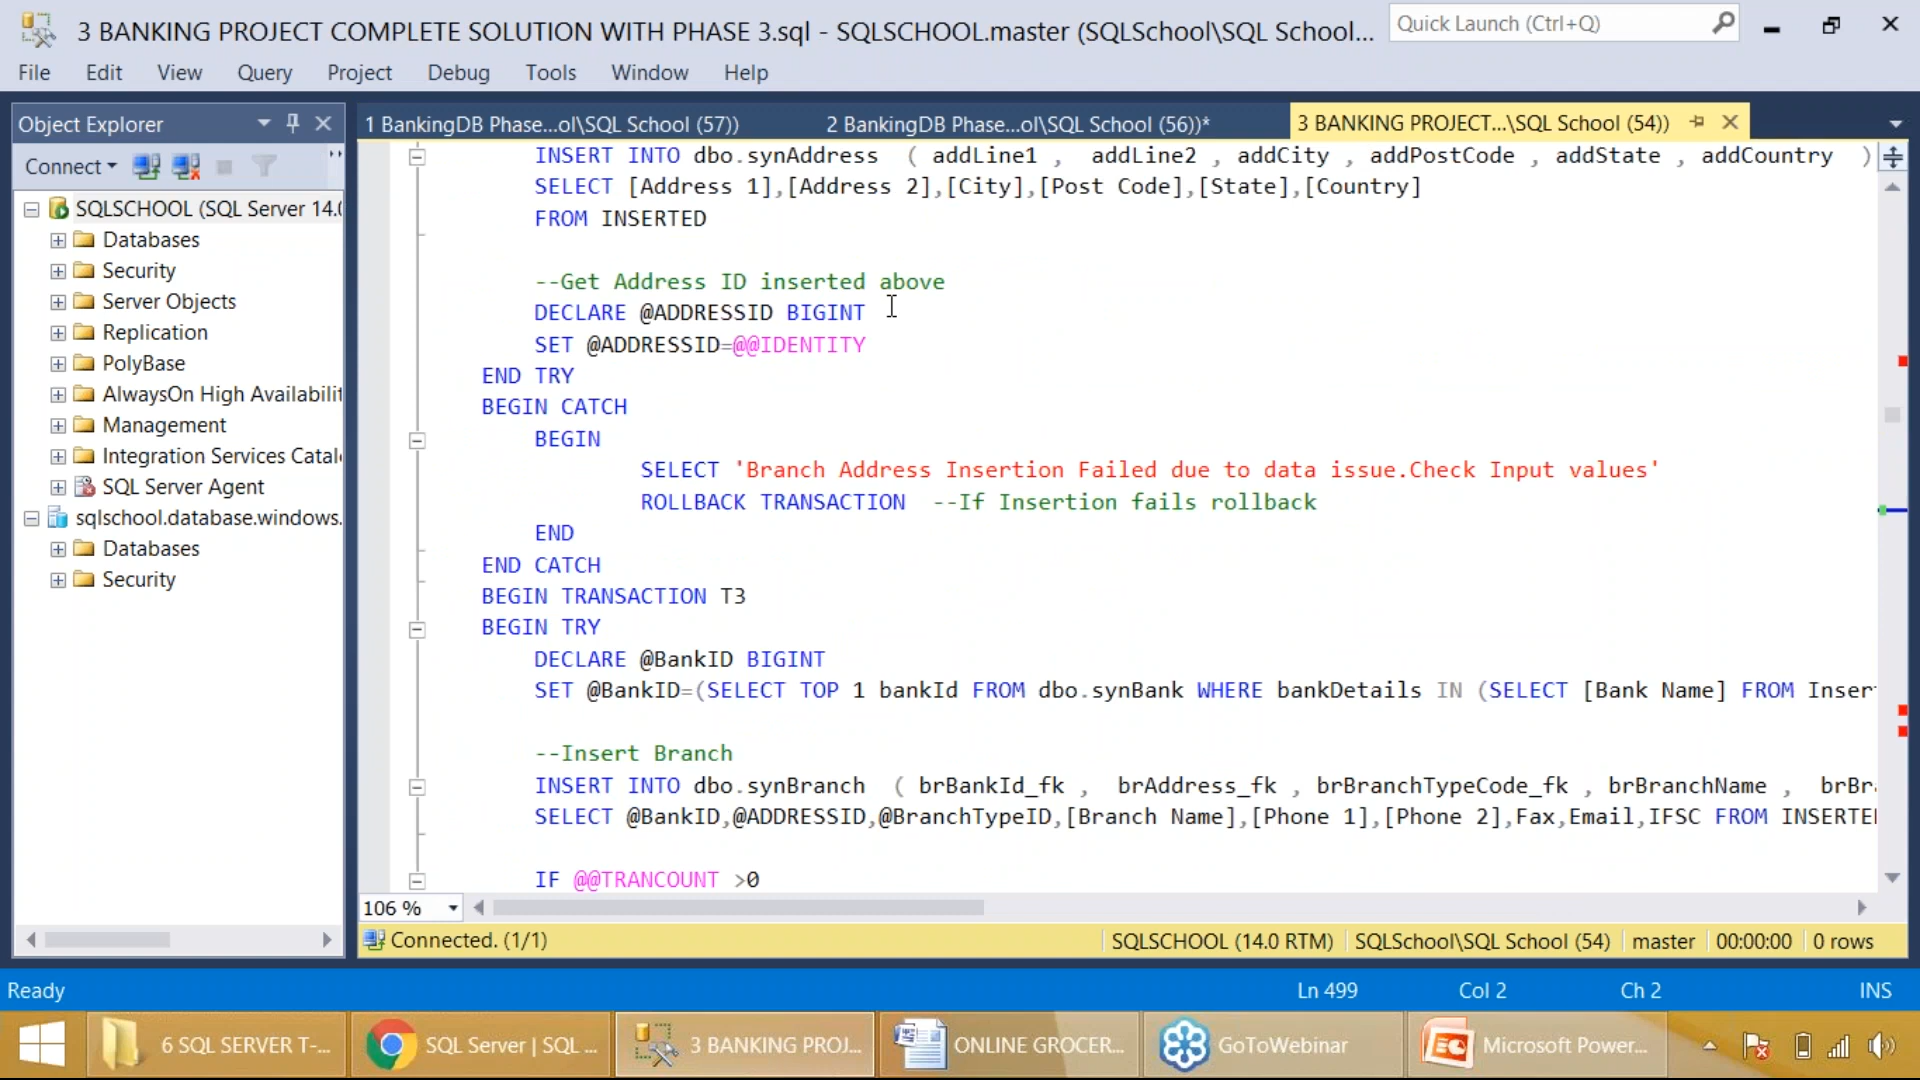 3 BANKING PROJECT COMPLETE SOLUTION WITH PHASE 3.sql - SQLSCHOOL.master (SQLSchool\SQL School...
Quick Launch (Ctrl+Q)
File Edit View Query Project Debug Tools Window Help
Object Explorer
1 BankingDB Phase...ol\SQL School (57))
2 BankingDB Phase...ol\SQL School (56))*
3 BANKING PROJECT...\SQL School (54))
Connect
SQLSCHOOL (SQL Server 14.0
Databases
Security
Server Objects
Replication
PolyBase
AlwaysOn High Availabilit
Management
Integration Services Catal
SQL Server Agent
sqlschool.database.windows.
Databases
Security
INSERT INTO dbo.synAddress ( addLine1 , addLine2 , addCity , addPostCode , addState , addCountry )
SELECT [Address 1],[Address 2],[City],[Post Code],[State],[Country]
FROM INSERTED
--Get Address ID inserted above
DECLARE @ADDRESSID BIGINT
SET @ADDRESSID=@@IDENTITY
END TRY
BEGIN CATCH
BEGIN
SELECT 'Branch Address Insertion Failed due to data issue.Check Input values'
ROLLBACK TRANSACTION --If Insertion fails rollback
END
END CATCH
BEGIN TRANSACTION T3
BEGIN TRY
DECLARE @BankID BIGINT
SET @BankID=(SELECT TOP 1 bankId FROM dbo.synBank WHERE bankDetails IN (SELECT [Bank Name] FROM Inser
--Insert Branch
INSERT INTO dbo.synBranch ( brBankId_fk , brAddress_fk , brBranchTypeCode_fk , brBranchName , brBr
SELECT @BankID,@ADDRESSID,@BranchTypeID,[Branch Name],[Phone 1],[Phone 2],Fax,Email,IFSC FROM INSERTE
IF @@TRANCOUNT >0
106 %
Connected. (1/1)
SQLSCHOOL (14.0 RTM) SQLSchool\SQL School (54) master 00:00:00 0 rows
Ready
Ln 499 Col 2 Ch 2 INS
6 SQL SERVER T-...
SQL Server | SQL ...
3 BANKING PROJ...
ONLINE GROCER...
GoToWebinar
Microsoft Power...